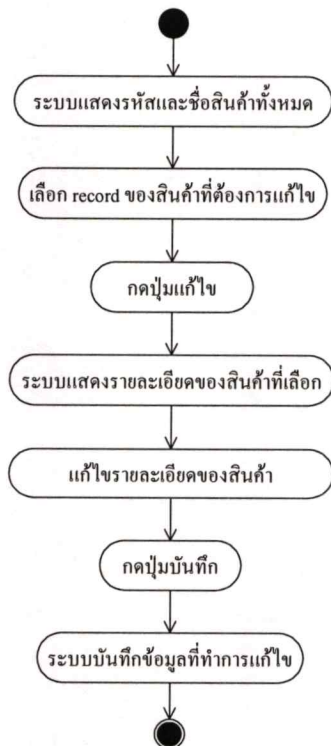 ระบบแสดงรหัสและชื่อสินค้าทั้งหมด
เลือก record ของสินค้าที่ต้องการแก้ไข
กดปุ่มแก้ไข
ระบบแสดงรายละเอียดของสินค้าที่เลือก
แก้ไขรายละเอียดของสินค้า
กดปุ่มบันทึก
ระบบบันทึกข้อมูลที่ทำการแก้ไข